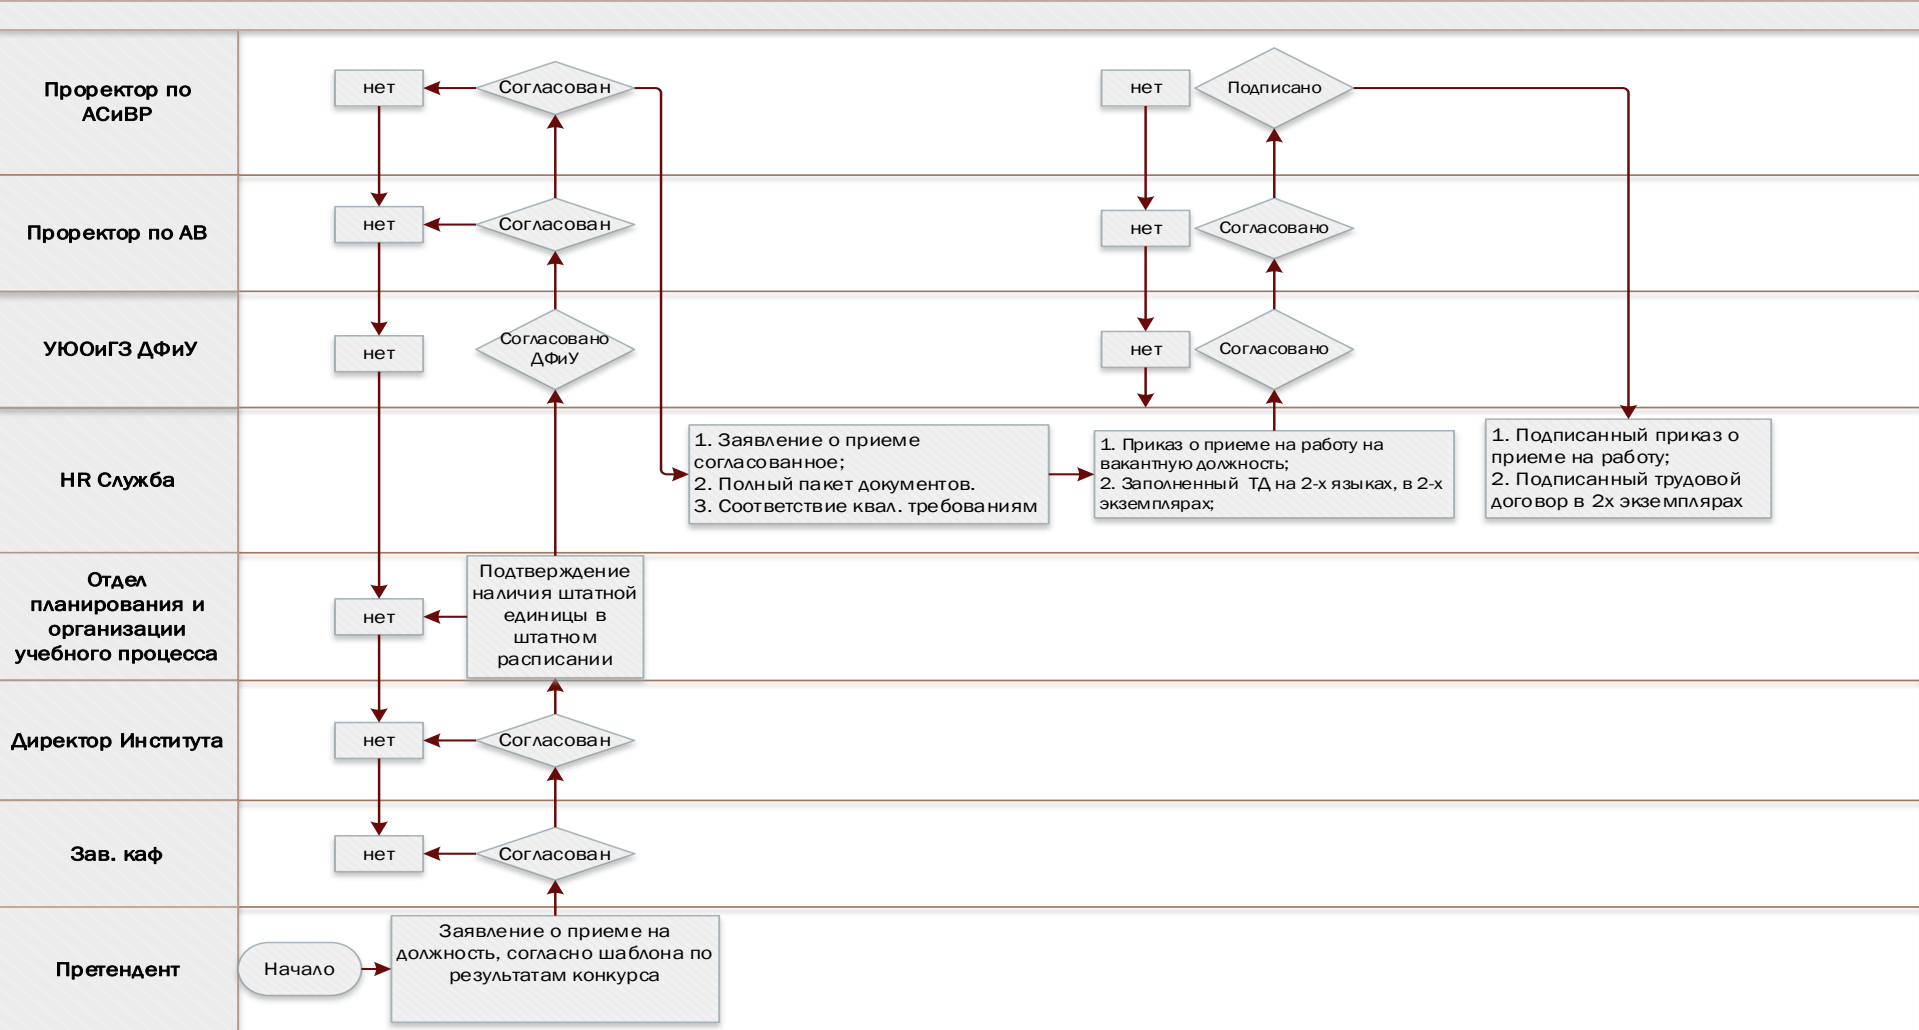 Проректор по
АСиВР
нет
Согласован
нет
Подписано
Проректор по АВ
нет
Согласован
нет
Согласовано
УЮОиГЗ ДФиУ
нет
Согласовано
ДФиУ
нет
Согласовано
HR Служба
1. Заявление о приеме
согласованное;
2. Полный пакет документов.
3. Соответствие квал. требованиям
1. Приказ о приеме на работу на
вакантную должность;
2. Заполненный ТД на 2-х языках, в 2-х
экземплярах;
1. Подписанный приказ о
приеме на работу;
2. Подписанный трудовой
договор в 2х экземплярах
Отдел
планирования и
организации
учебного процесса
нет
Подтверждение
наличия штатной
единицы в
штатном
расписании
Директор Института
нет
Согласован
Зав. каф
нет
Согласован
Претендент
Начало
Заявление о приеме на
должность, согласно шаблона по
результатам конкурса